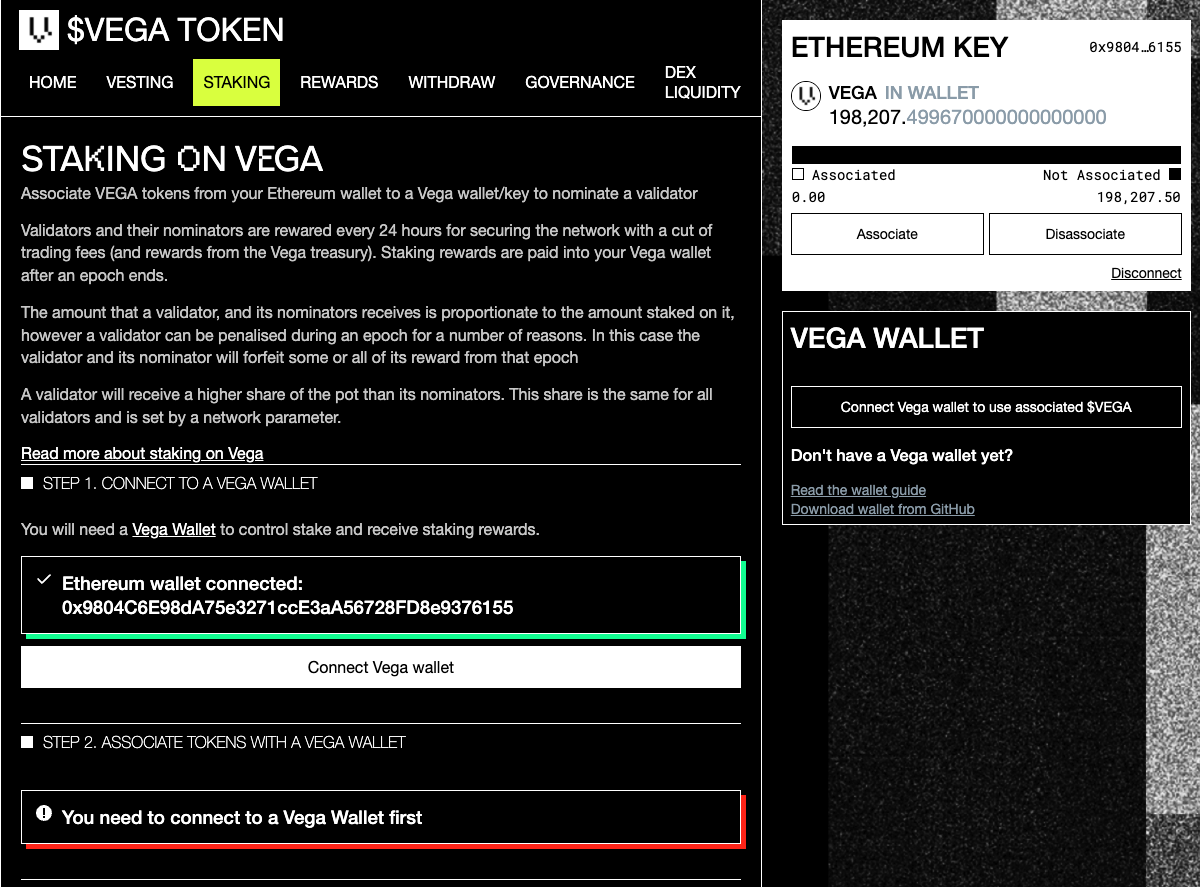 $VEGA TOKEN
HOME VESTING STAKING REWARDS WITHDRAW GOVERNANCE DEX LIQUIDITY
STAKING ON VEGA
Associate VEGA tokens from your Ethereum wallet to a Vega wallet/key to nominate a validator
Validators and their nominators are rewared every 24 hours for securing the network with a cut of
trading fees (and rewards from the Vega treasury). Staking rewards are paid into your Vega wallet
after an epoch ends.
The amount that a validator, and its nominators receives is proportionate to the amount staked on it,
however a validator can be penalised during an epoch for a number of reasons. In this case the
validator and its nominator will forfeit some or all of its reward from that epoch
A validator will receive a higher share of the pot than its nominators. This share is the same for all
validators and is set by a network parameter.
Read more about staking on Vega
STEP 1. CONNECT TO A VEGA WALLET
You will need a Vega Wallet to control stake and receive staking rewards.
Ethereum wallet connected:
0x9804C6E98dA75e3271ccE3aA56728FD8e9376155
Connect Vega wallet
STEP 2. ASSOCIATE TOKENS WITH A VEGA WALLET
You need to connect to a Vega Wallet first
ETHEREUM KEY 0x9804…6155
VEGA IN WALLET
198,207.499670000000000000
Associated Not Associated
0.00 198,207.50
Associate Disassociate
Disconnect
VEGA WALLET
Connect Vega wallet to use associated $VEGA
Don't have a Vega wallet yet?
Read the wallet guide
Download wallet from GitHub